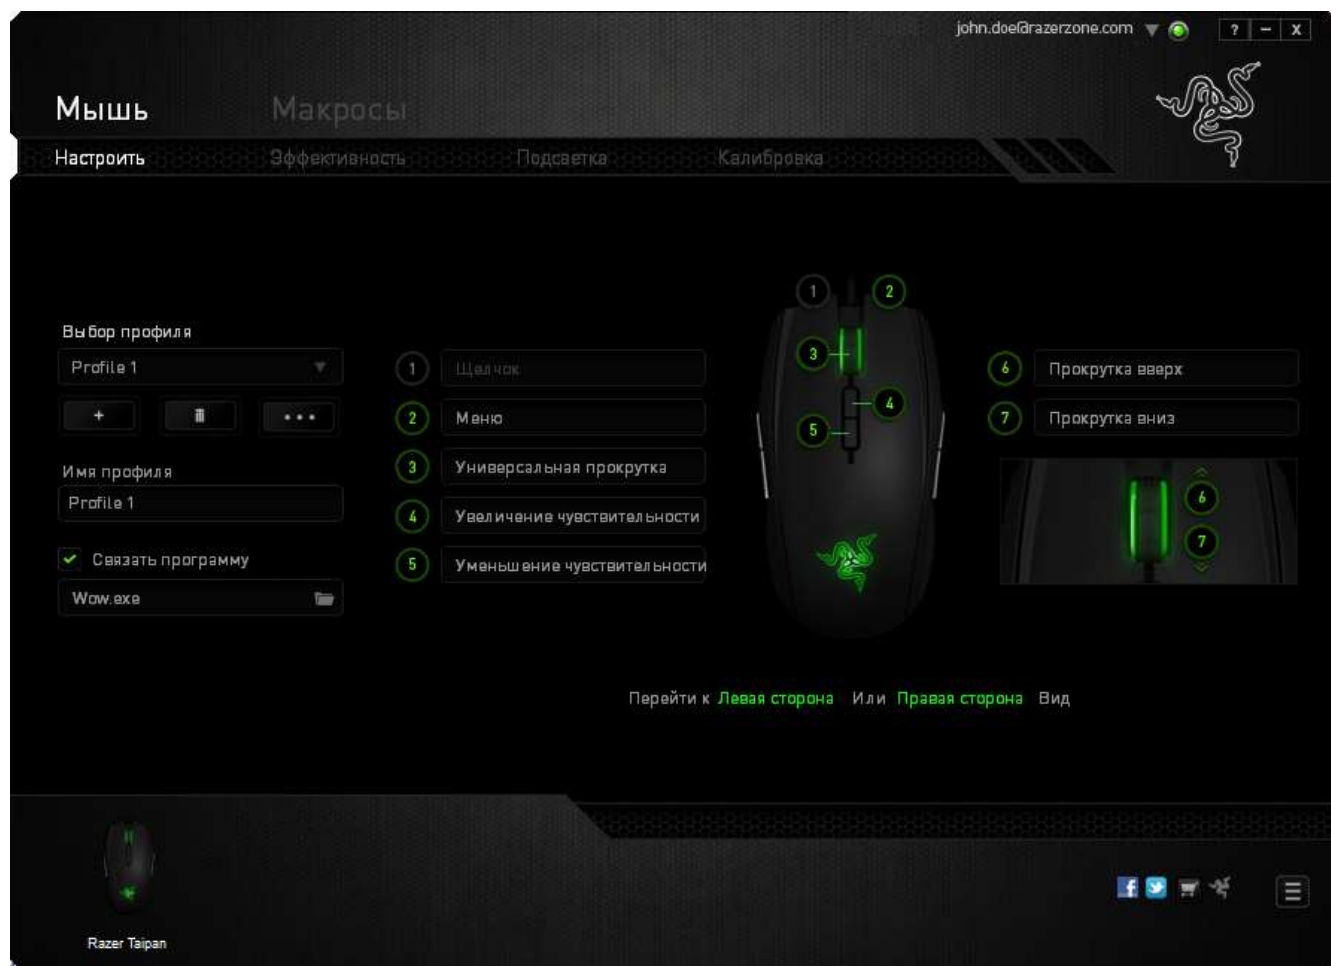 john.doe@razerzone.com
? – X
Мышь Макросы
Настроить Эффективность Подсветка Калибровка
Выбор профиля
Profile 1
+ •••
Имя профиля
Profile 1
Связать программу
Wow.exe
1 Щелчок
2 Меню
3 Универсальная прокрутка
4 Увеличение чувствительности
5 Уменьшение чувствительности
1 2
3
4
5
6 Прокрутка вверх
7 Прокрутка вниз
6
7
Перейти к Левая сторона Или Правая сторона Вид
Razer Taipan
f